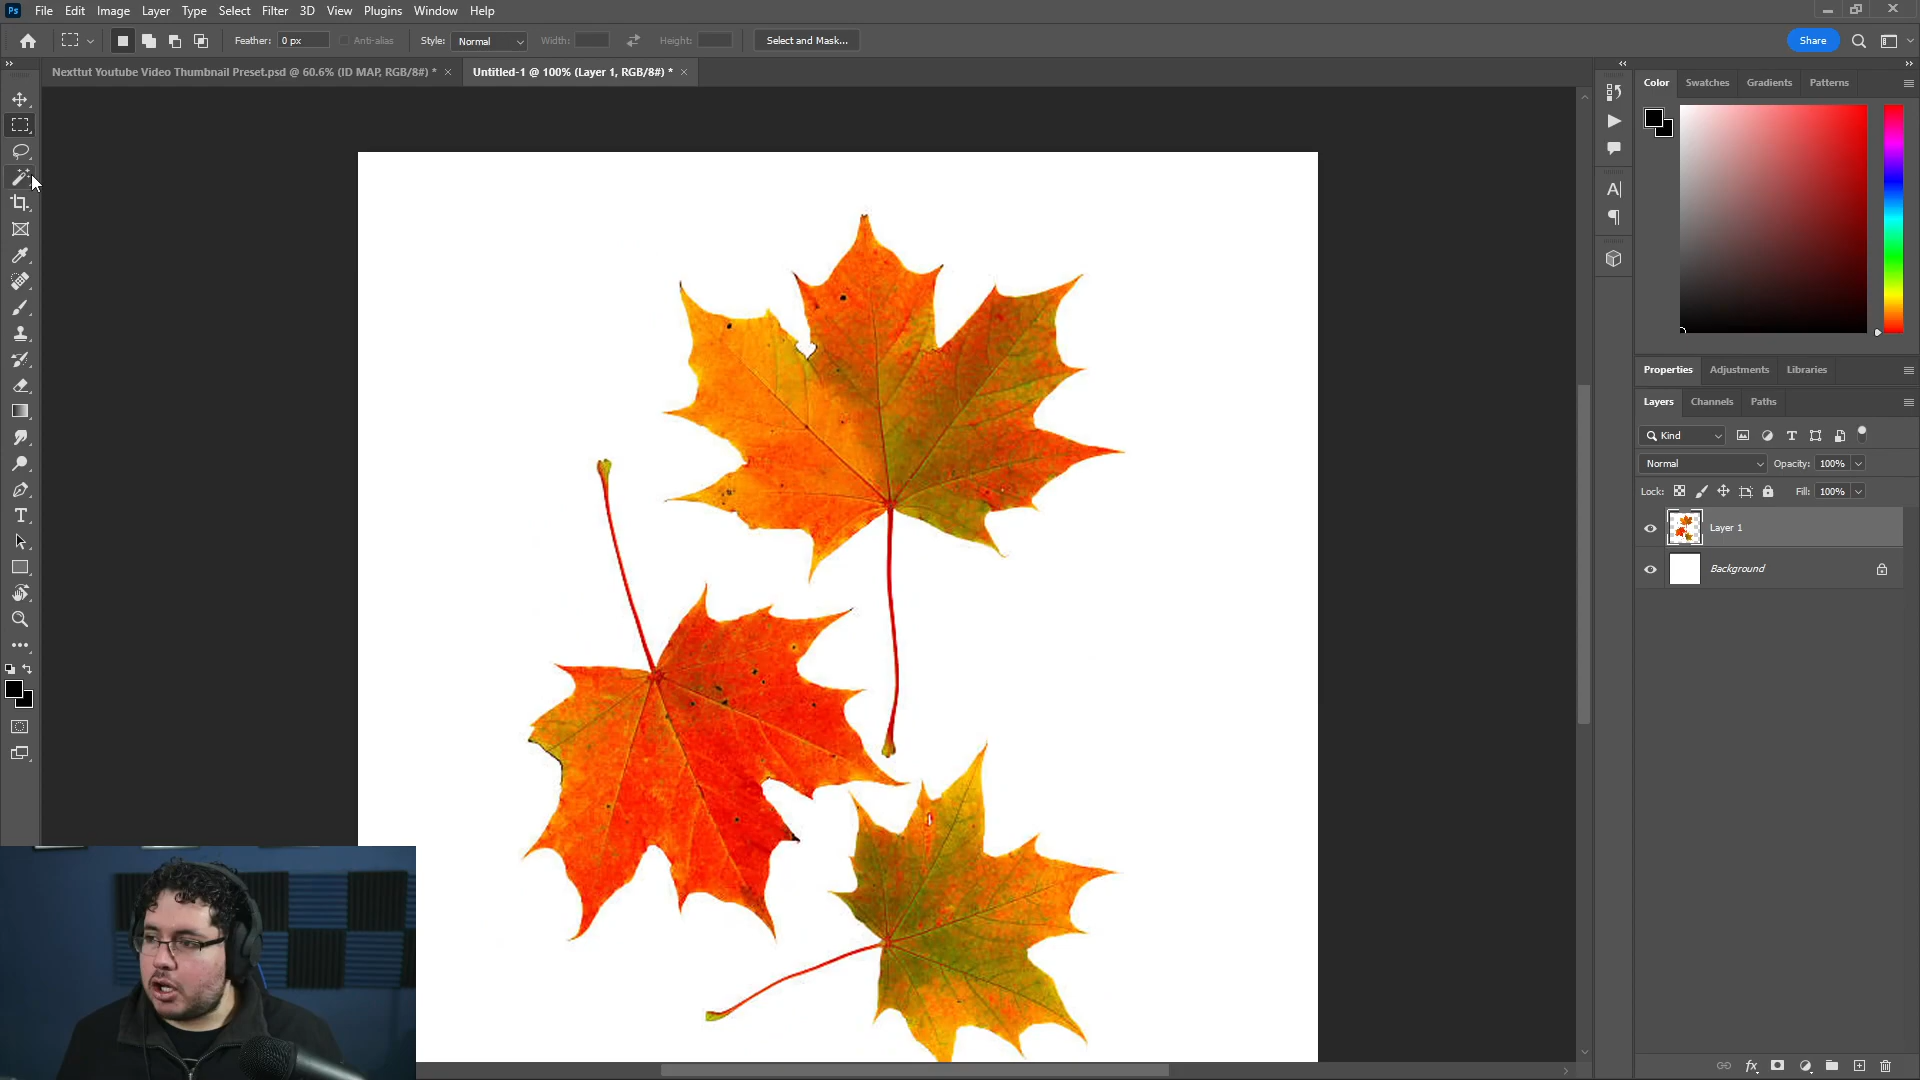 Ps File Edit Image Layer Type Select Filter 3D View Plugins Window Help
Feather: 0 px Anti-alias Style: Normal Width: Height: Select and Mask... Share
Nexttut Youtube Video Thumbnail Preset.psd @ 60.6% (ID MAP, RGB/8#) * × Untitled-1 @ 100% (Layer 1, RGB/8#) * ×
Color Swatches Gradients Patterns
Properties Adjustments Libraries
Layers Channels Paths
Kind
Normal Opacity: 100%
Lock: Fill: 100%
Layer 1
Background